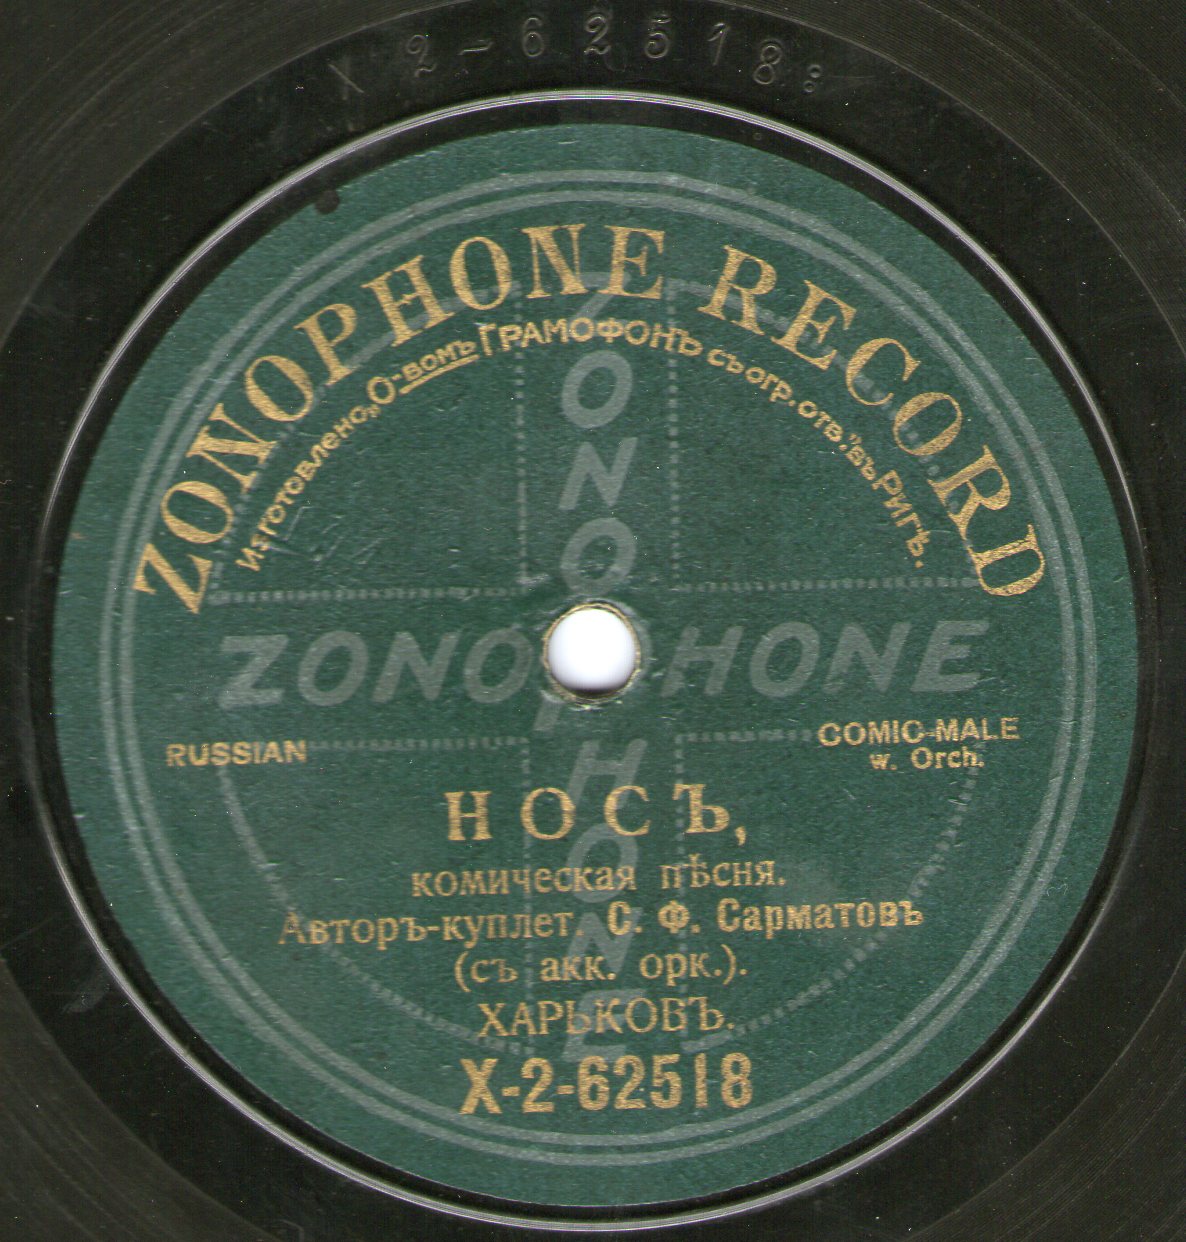 X 2-62518:
ZONOPHONE RECORD
Изготовлено „О-вомъ ГРАМОФОНЪ съ огр. отв." въ Ригѣ.
ZONOPHONE
ZONOPHONE
RUSSIAN
COMIC-MALE
w. Orch.
НОСЪ,
комическая пѣсня.
Авторъ-куплет. С. Ф. Сарматовъ
(съ акк. орк.).
ХАРЬКОВЪ.
X-2-62518